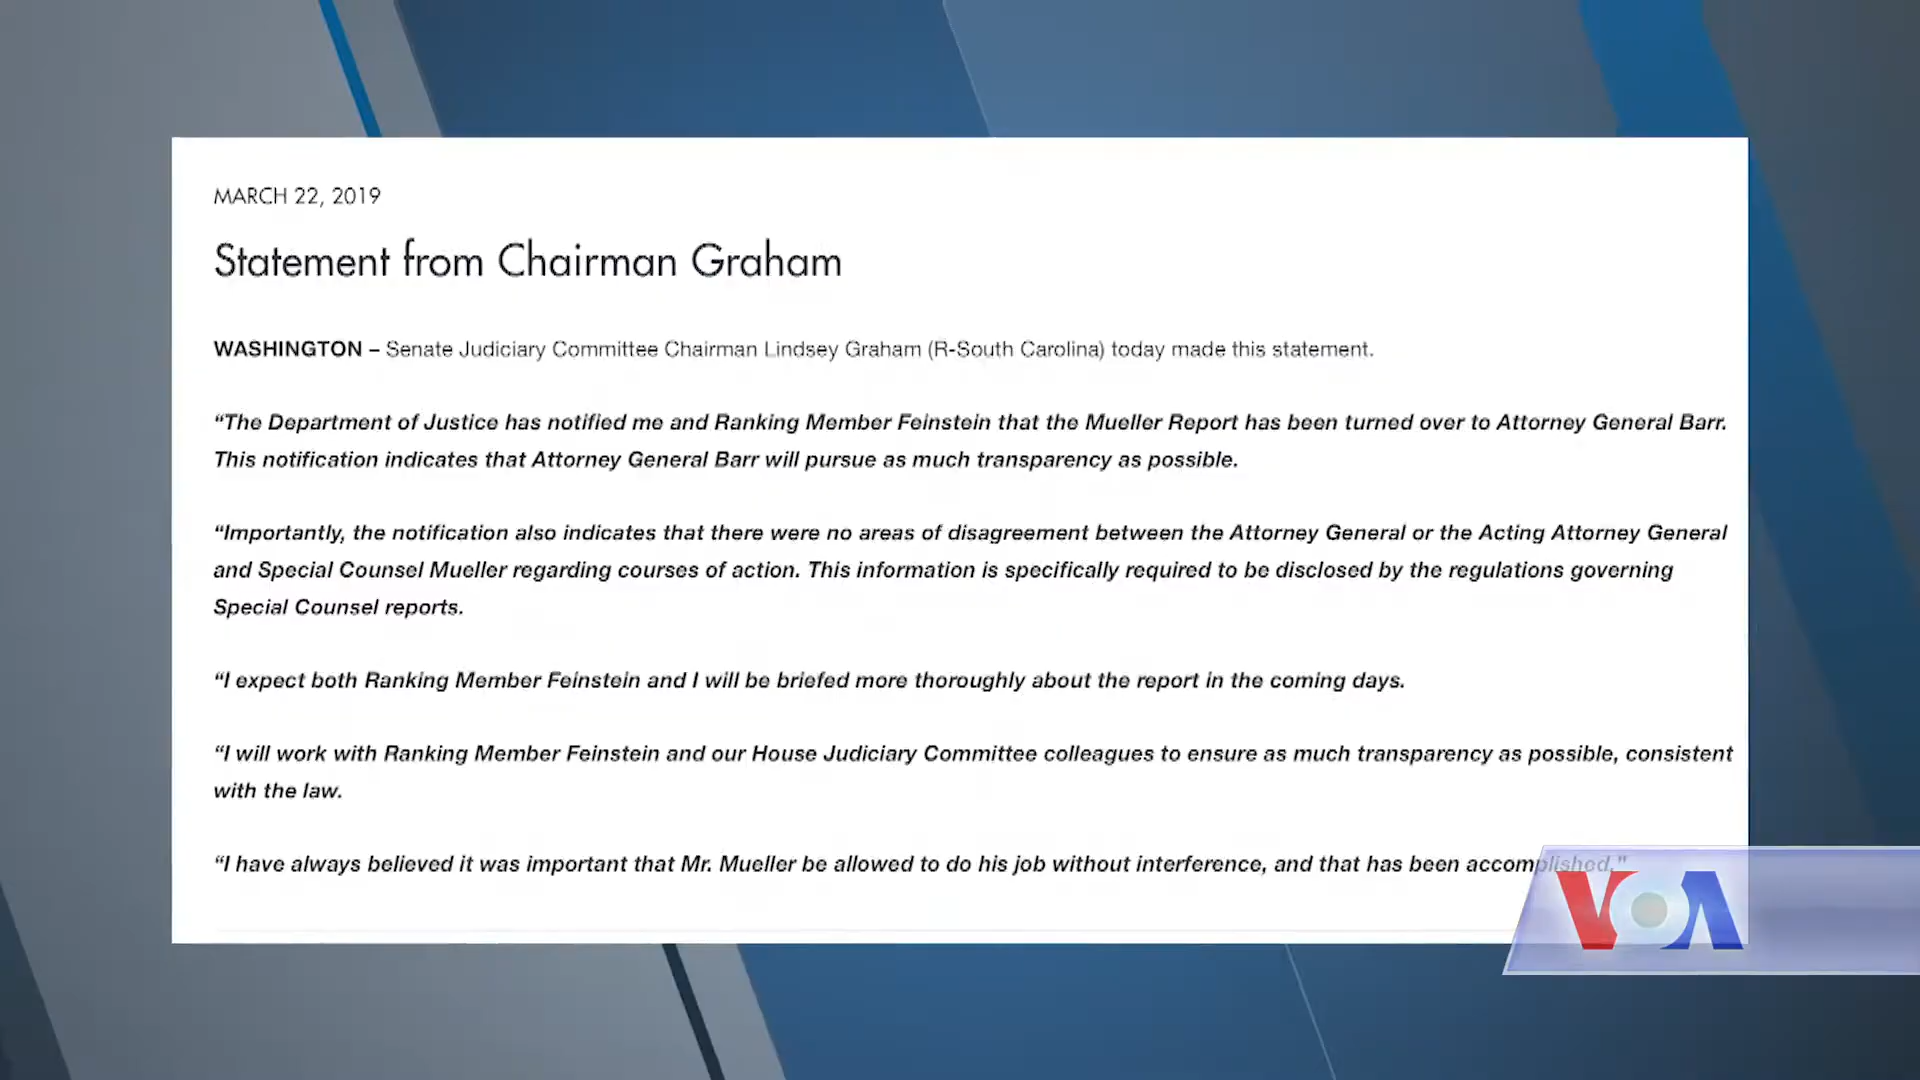 MARCH 22, 2019
Statement from Chairman Graham
WASHINGTON – Senate Judiciary Committee Chairman Lindsey Graham (R-South Carolina) today made this statement.
“The Department of Justice has notified me and Ranking Member Feinstein that the Mueller Report has been turned over to Attorney General Barr.
This notification indicates that Attorney General Barr will pursue as much transparency as possible.
“Importantly, the notification also indicates that there were no areas of disagreement between the Attorney General or the Acting Attorney General
and Special Counsel Mueller regarding courses of action. This information is specifically required to be disclosed by the regulations governing
Special Counsel reports.
“I expect both Ranking Member Feinstein and I will be briefed more thoroughly about the report in the coming days.
“I will work with Ranking Member Feinstein and our House Judiciary Committee colleagues to ensure as much transparency as possible, consistent
with the law.
“I have always believed it was important that Mr. Mueller be allowed to do his job without interference, and that has been accomplished.”
VOA